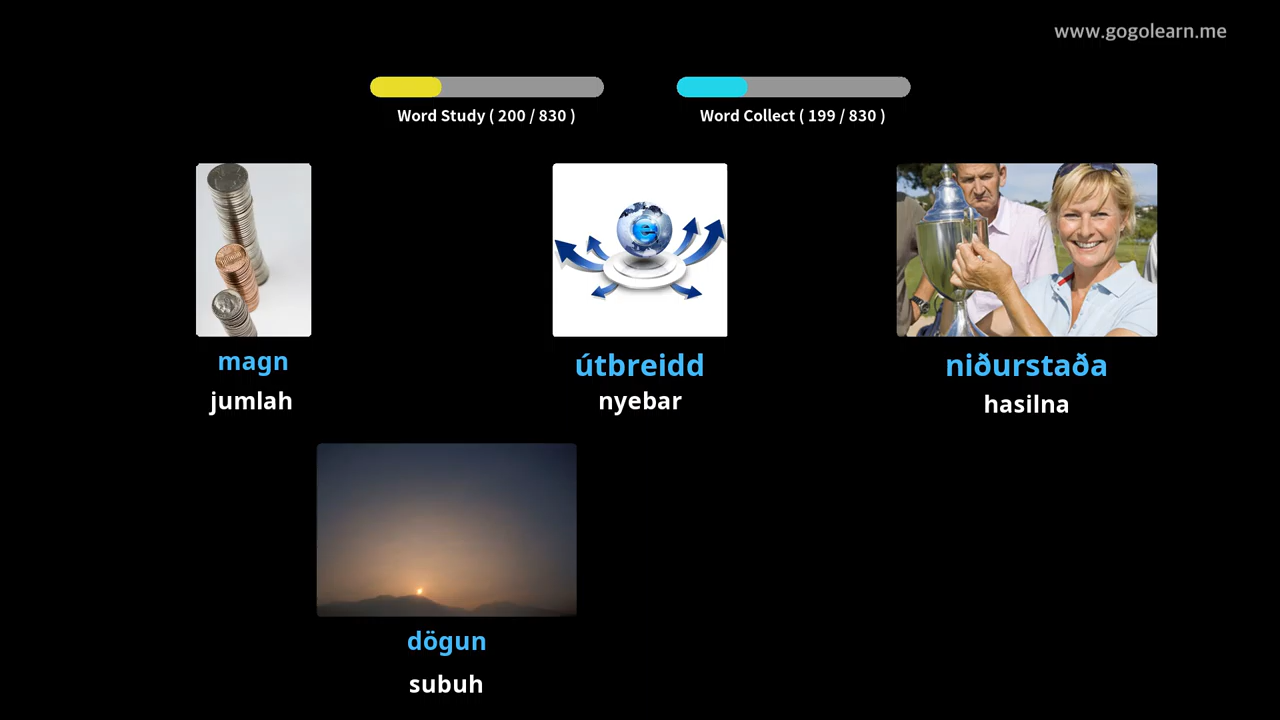 www.gogolearn.me
Word Study ( 200 / 830 )
Word Collect ( 199 / 830 )
e
magn
jumlah
útbreidd
nyebar
niðurstaða
hasilna
dögun
subuh